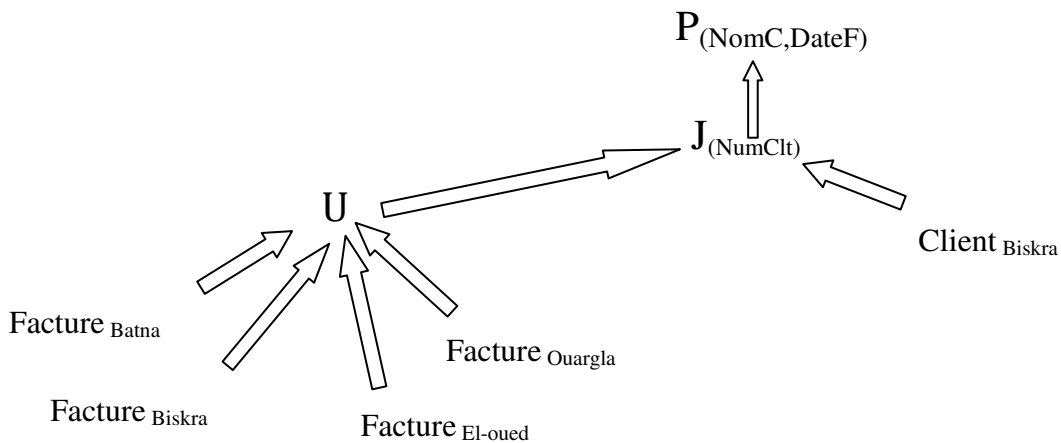 P(NomC,DateF)
J(NumClt)
U
Client Biskra
Facture Batna
Facture Ouargla
Facture Biskra
Facture El-oued